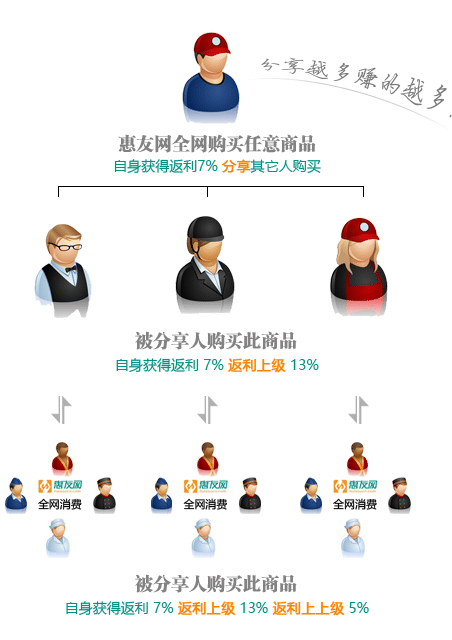 分享越多赚的越多
惠友网全网购买任意商品
自身获得返利7% 分享其它人购买
被分享人购买此商品
自身获得返利 7% 返利上级 13%
惠友网 惠友网 惠友网
全网消费 全网消费 全网消费
被分享人购买此商品
自身获得返利 7% 返利上级 13% 返利上上级 5%